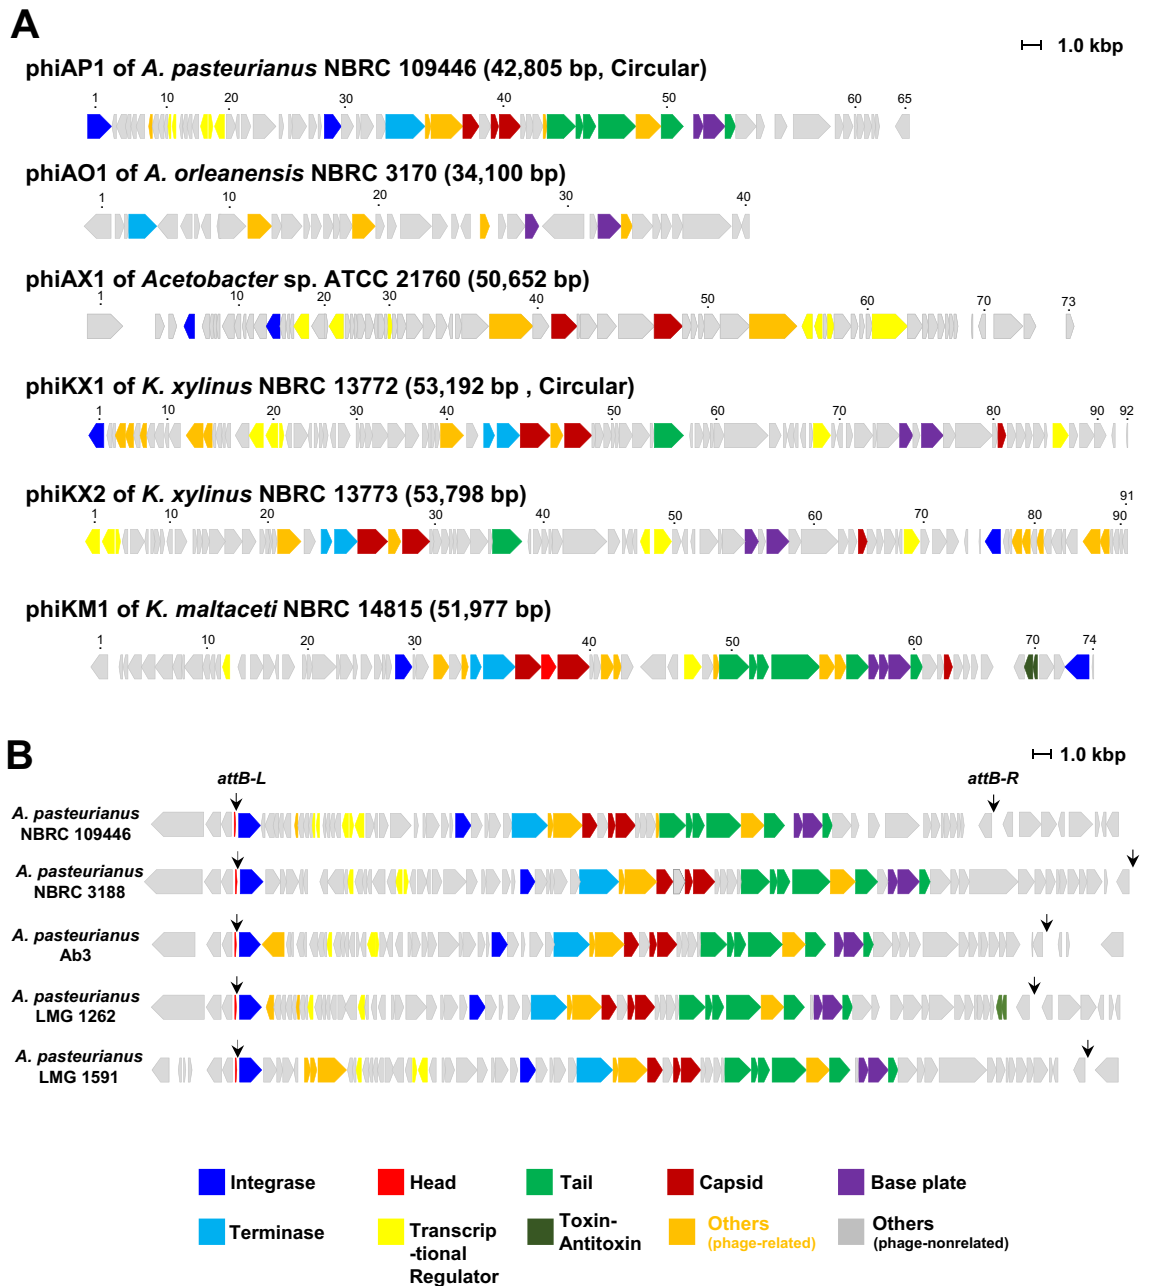 A
1.0 kbp
phiAP1 of A. pasteurianus NBRC 109446 (42,805 bp, Circular)
1 10 20 30 40 50 60 65
phiAO1 of A. orleanensis NBRC 3170 (34,100 bp)
1 10 20 30 40
phiAX1 of Acetobacter sp. ATCC 21760 (50,652 bp)
1 10 20 30 40 50 60 70 73
phiKX1 of K. xylinus NBRC 13772 (53,192 bp , Circular)
1 10 20 30 40 50 60 70 80 90 92
phiKX2 of K. xylinus NBRC 13773 (53,798 bp)
91
1 10 20 30 40 50 60 70 80 90
phiKM1 of K. maltaceti NBRC 14815 (51,977 bp)
1 10 20 30 40 50 60 70 74
B
1.0 kbp
attB-L attB-R
A. pasteurianus
NBRC 109446
A. pasteurianus
NBRC 3188
A. pasteurianus
Ab3
A. pasteurianus
LMG 1262
A. pasteurianus
LMG 1591
Integrase Head Tail Capsid Base plate
Terminase
Transcrip
-tional
Regulator
Toxin-
Antitoxin
Others
(phage-related)
Others
(phage-nonrelated)